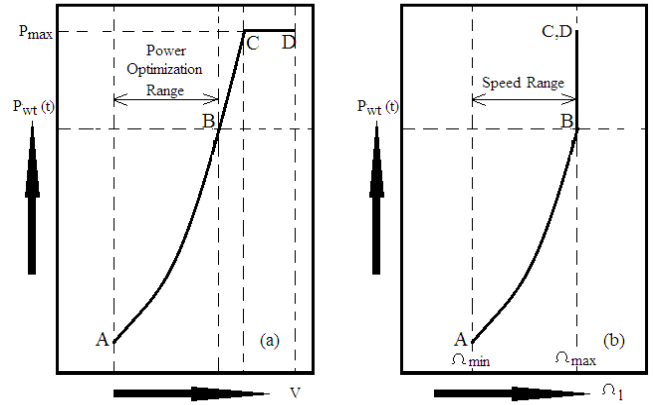 Pmax
Power
Optimization
Range
C
D
Pwt (t)
B
A
(a)
V
C,D
Speed Range
Pwt (t)
B
A
Ωmin
Ωmax
(b)
Ω1